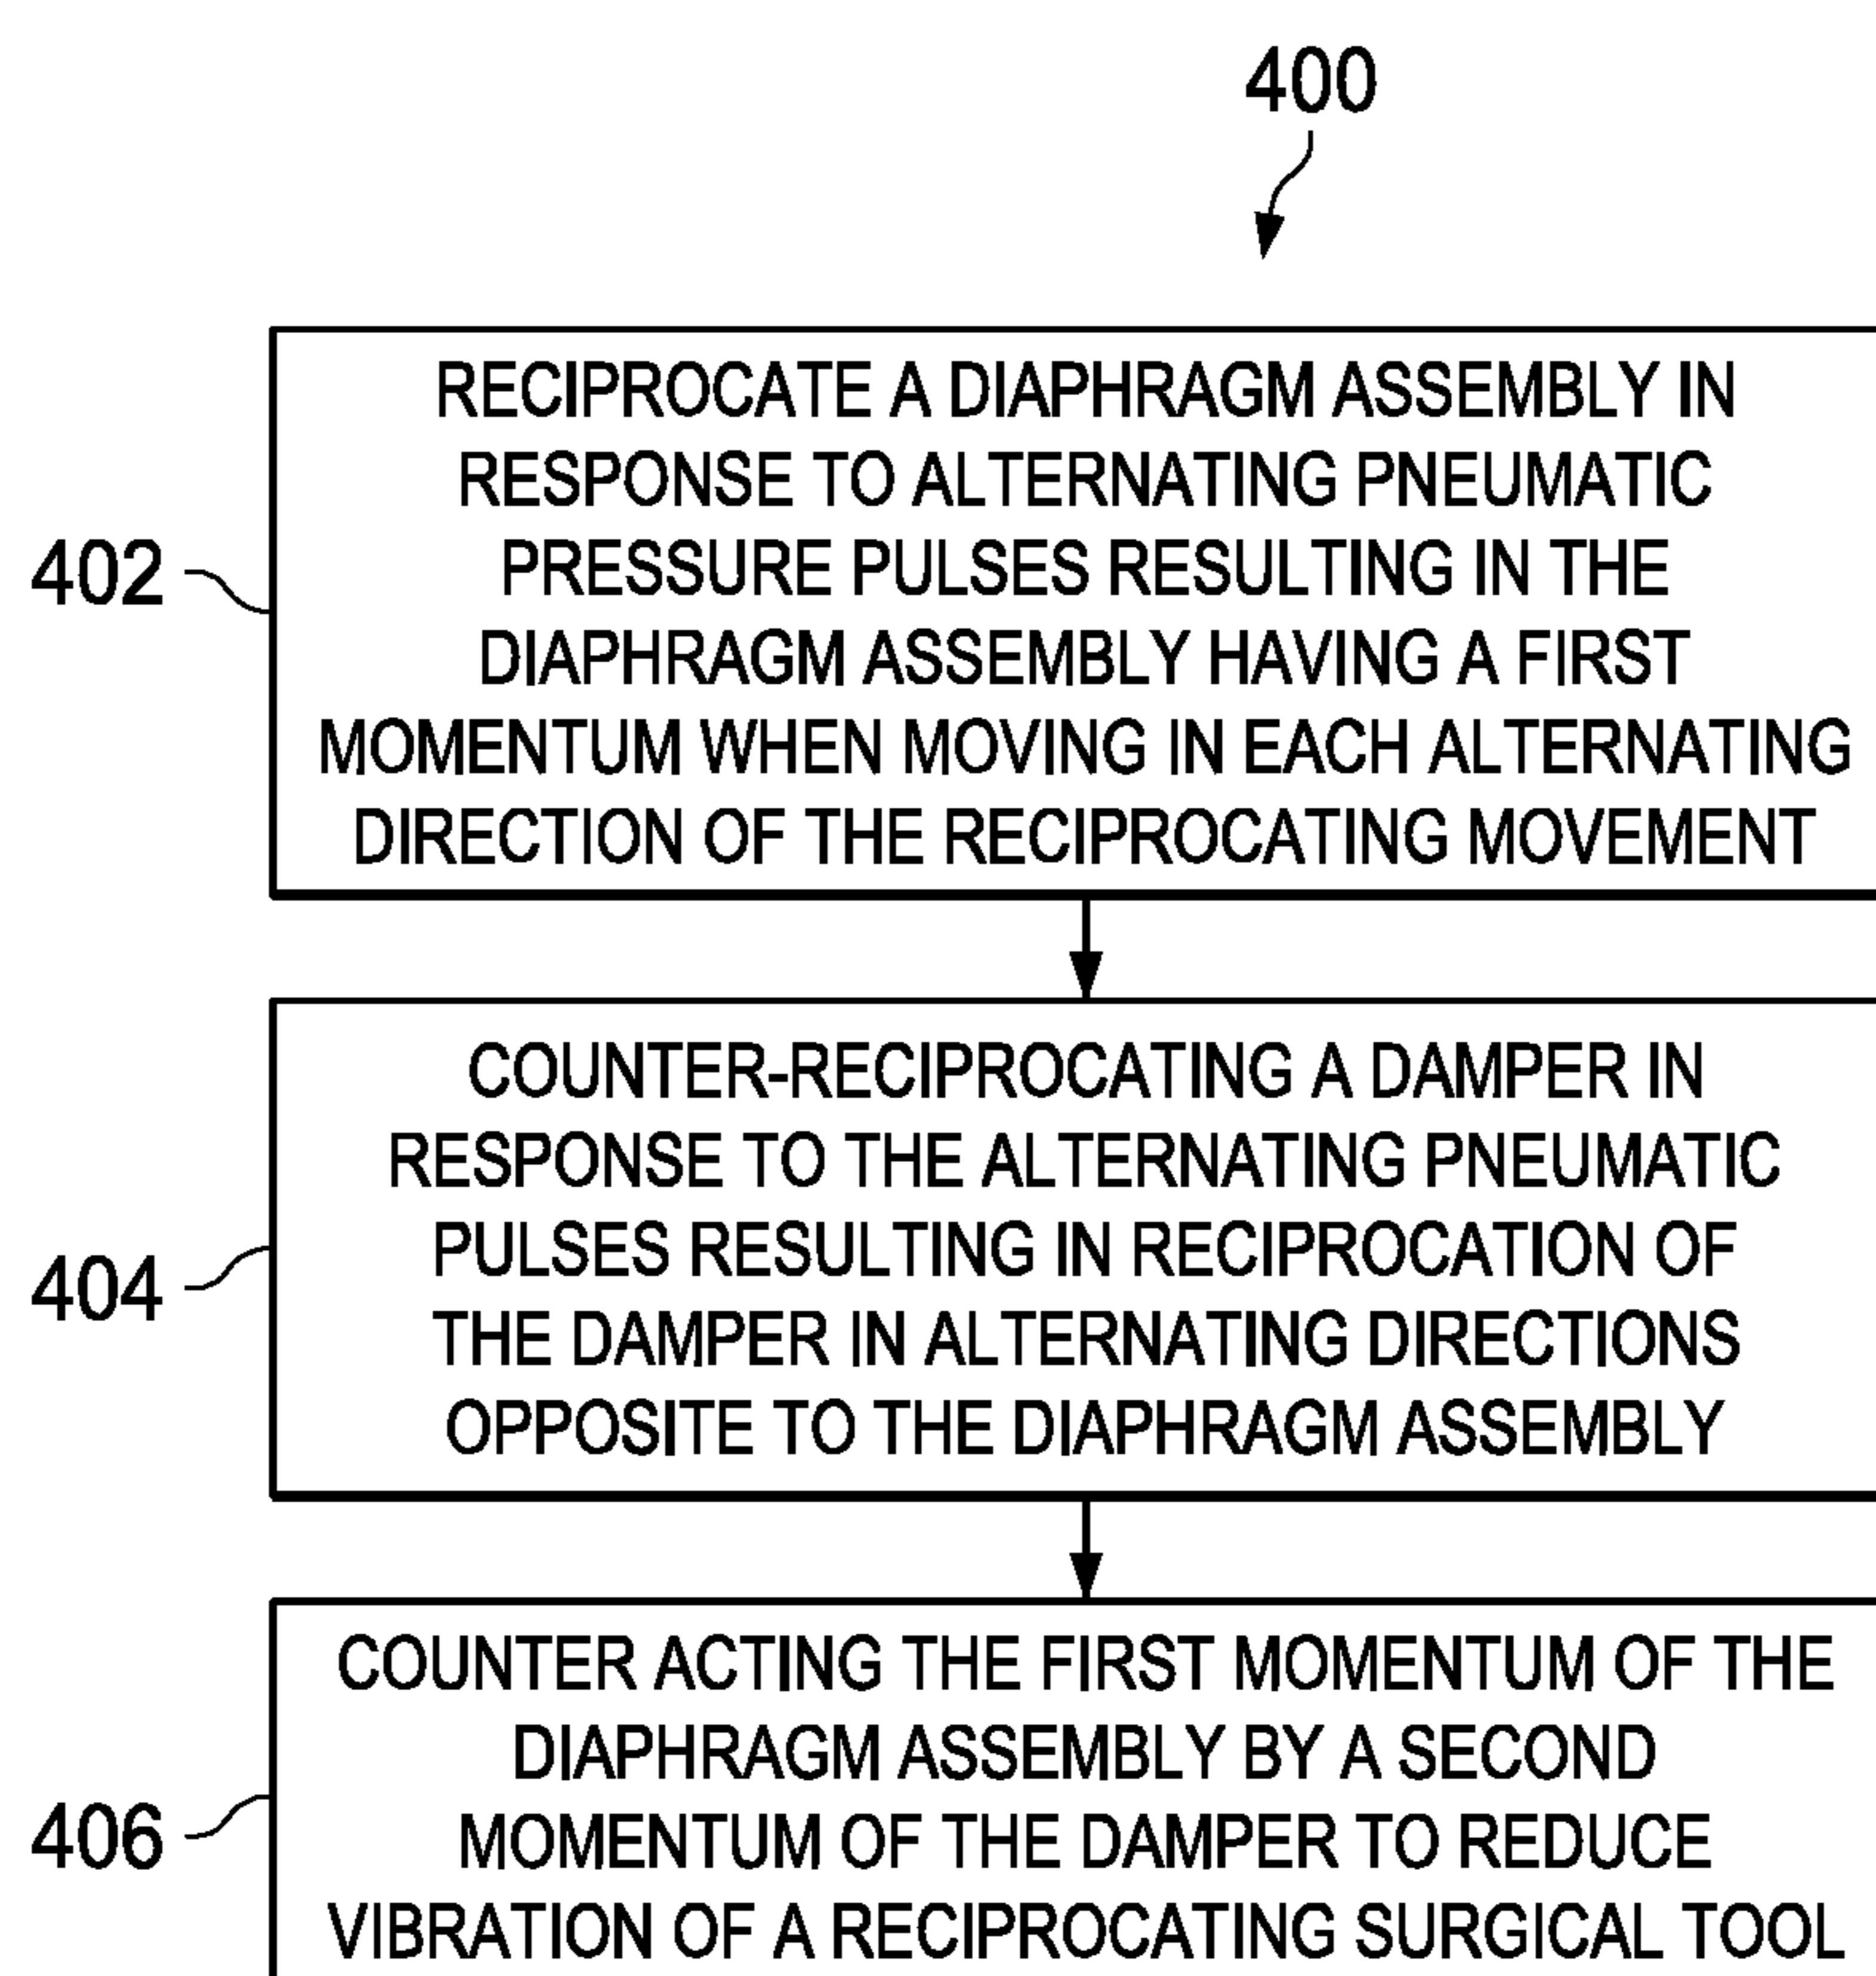 400
402
RECIPROCATE A DIAPHRAGM ASSEMBLY IN
RESPONSE TO ALTERNATING PNEUMATIC
PRESSURE PULSES RESULTING IN THE
DIAPHRAGM ASSEMBLY HAVING A FIRST
MOMENTUM WHEN MOVING IN EACH ALTERNATING
DIRECTION OF THE RECIPROCATING MOVEMENT
404
COUNTER-RECIPROCATING A DAMPER IN
RESPONSE TO THE ALTERNATING PNEUMATIC
PULSES RESULTING IN RECIPROCATION OF
THE DAMPER IN ALTERNATING DIRECTIONS
OPPOSITE TO THE DIAPHRAGM ASSEMBLY
406
COUNTER ACTING THE FIRST MOMENTUM OF THE
DIAPHRAGM ASSEMBLY BY A SECOND
MOMENTUM OF THE DAMPER TO REDUCE
VIBRATION OF A RECIPROCATING SURGICAL TOOL